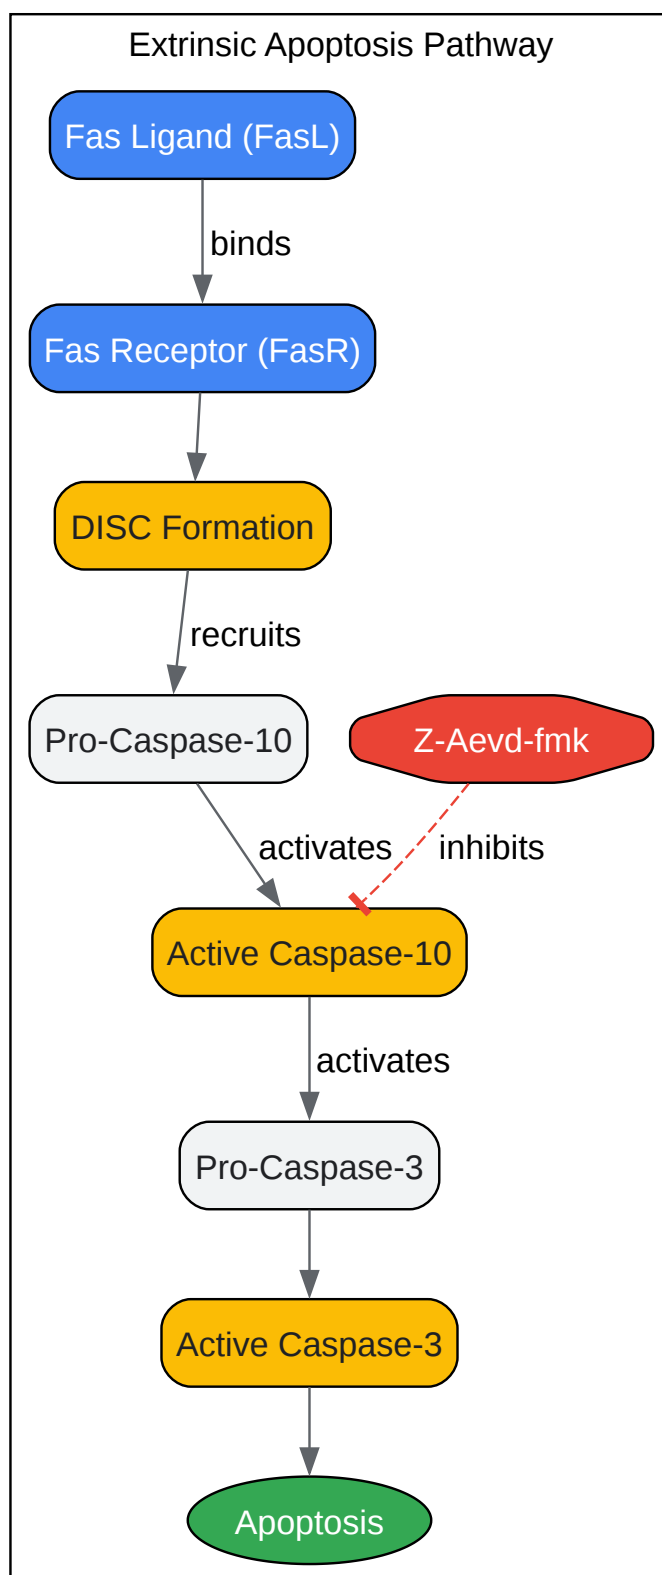 Extrinsic Apoptosis Pathway
Fas Ligand (FasL)
binds
Fas Receptor (FasR)
DISC Formation
recruits
Pro-Caspase-10
Z-Aevd-fmk
activates
inhibits
Active Caspase-10
activates
Pro-Caspase-3
Active Caspase-3
Apoptosis